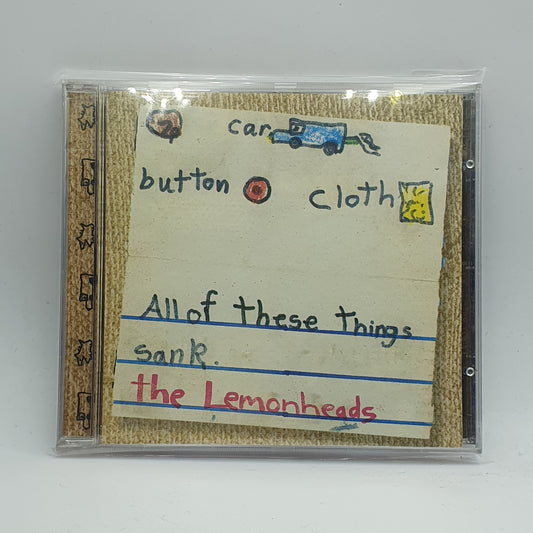 car
button cloth
All of these things
sank.
the Lemonheads